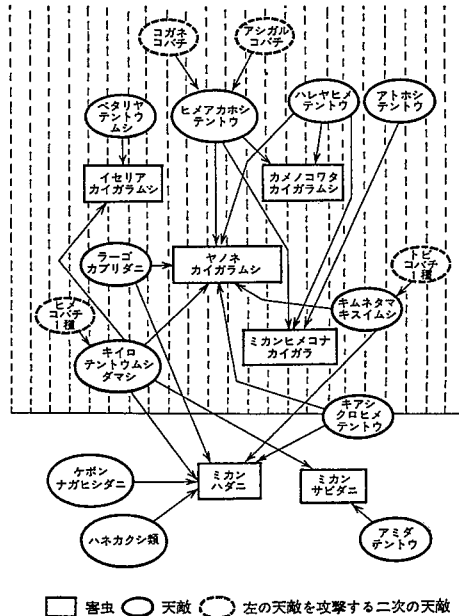 コガネ
コバチ
アシガル
コバチ
ベタリヤ
テントウ
ムシ
ヒメアカホシ
テントウ
ハレヤヒメ
テントウ
アトホシ
テントウ
イセリア
カイガラムシ
カメノコワタ
カイガラムシ
ラーゴ
カブリダニ
ヤノネ
カイガラムシ
トビ
コバチ
1種
ヒメ
コバチ
1種
キムネタマ
キスイムシ
ミカンヒメコナ
カイガラ
キイロ
テントウムシ
ダマシ
キアシ
クロヒメ
テントウ
ケボソ
ナガヒシダニ
ミカン
ハダニ
ミカン
サビダニ
ハネカクシ類
アミダ
テントウ
害虫 天敵 左の天敵を攻撃する二次の天敵